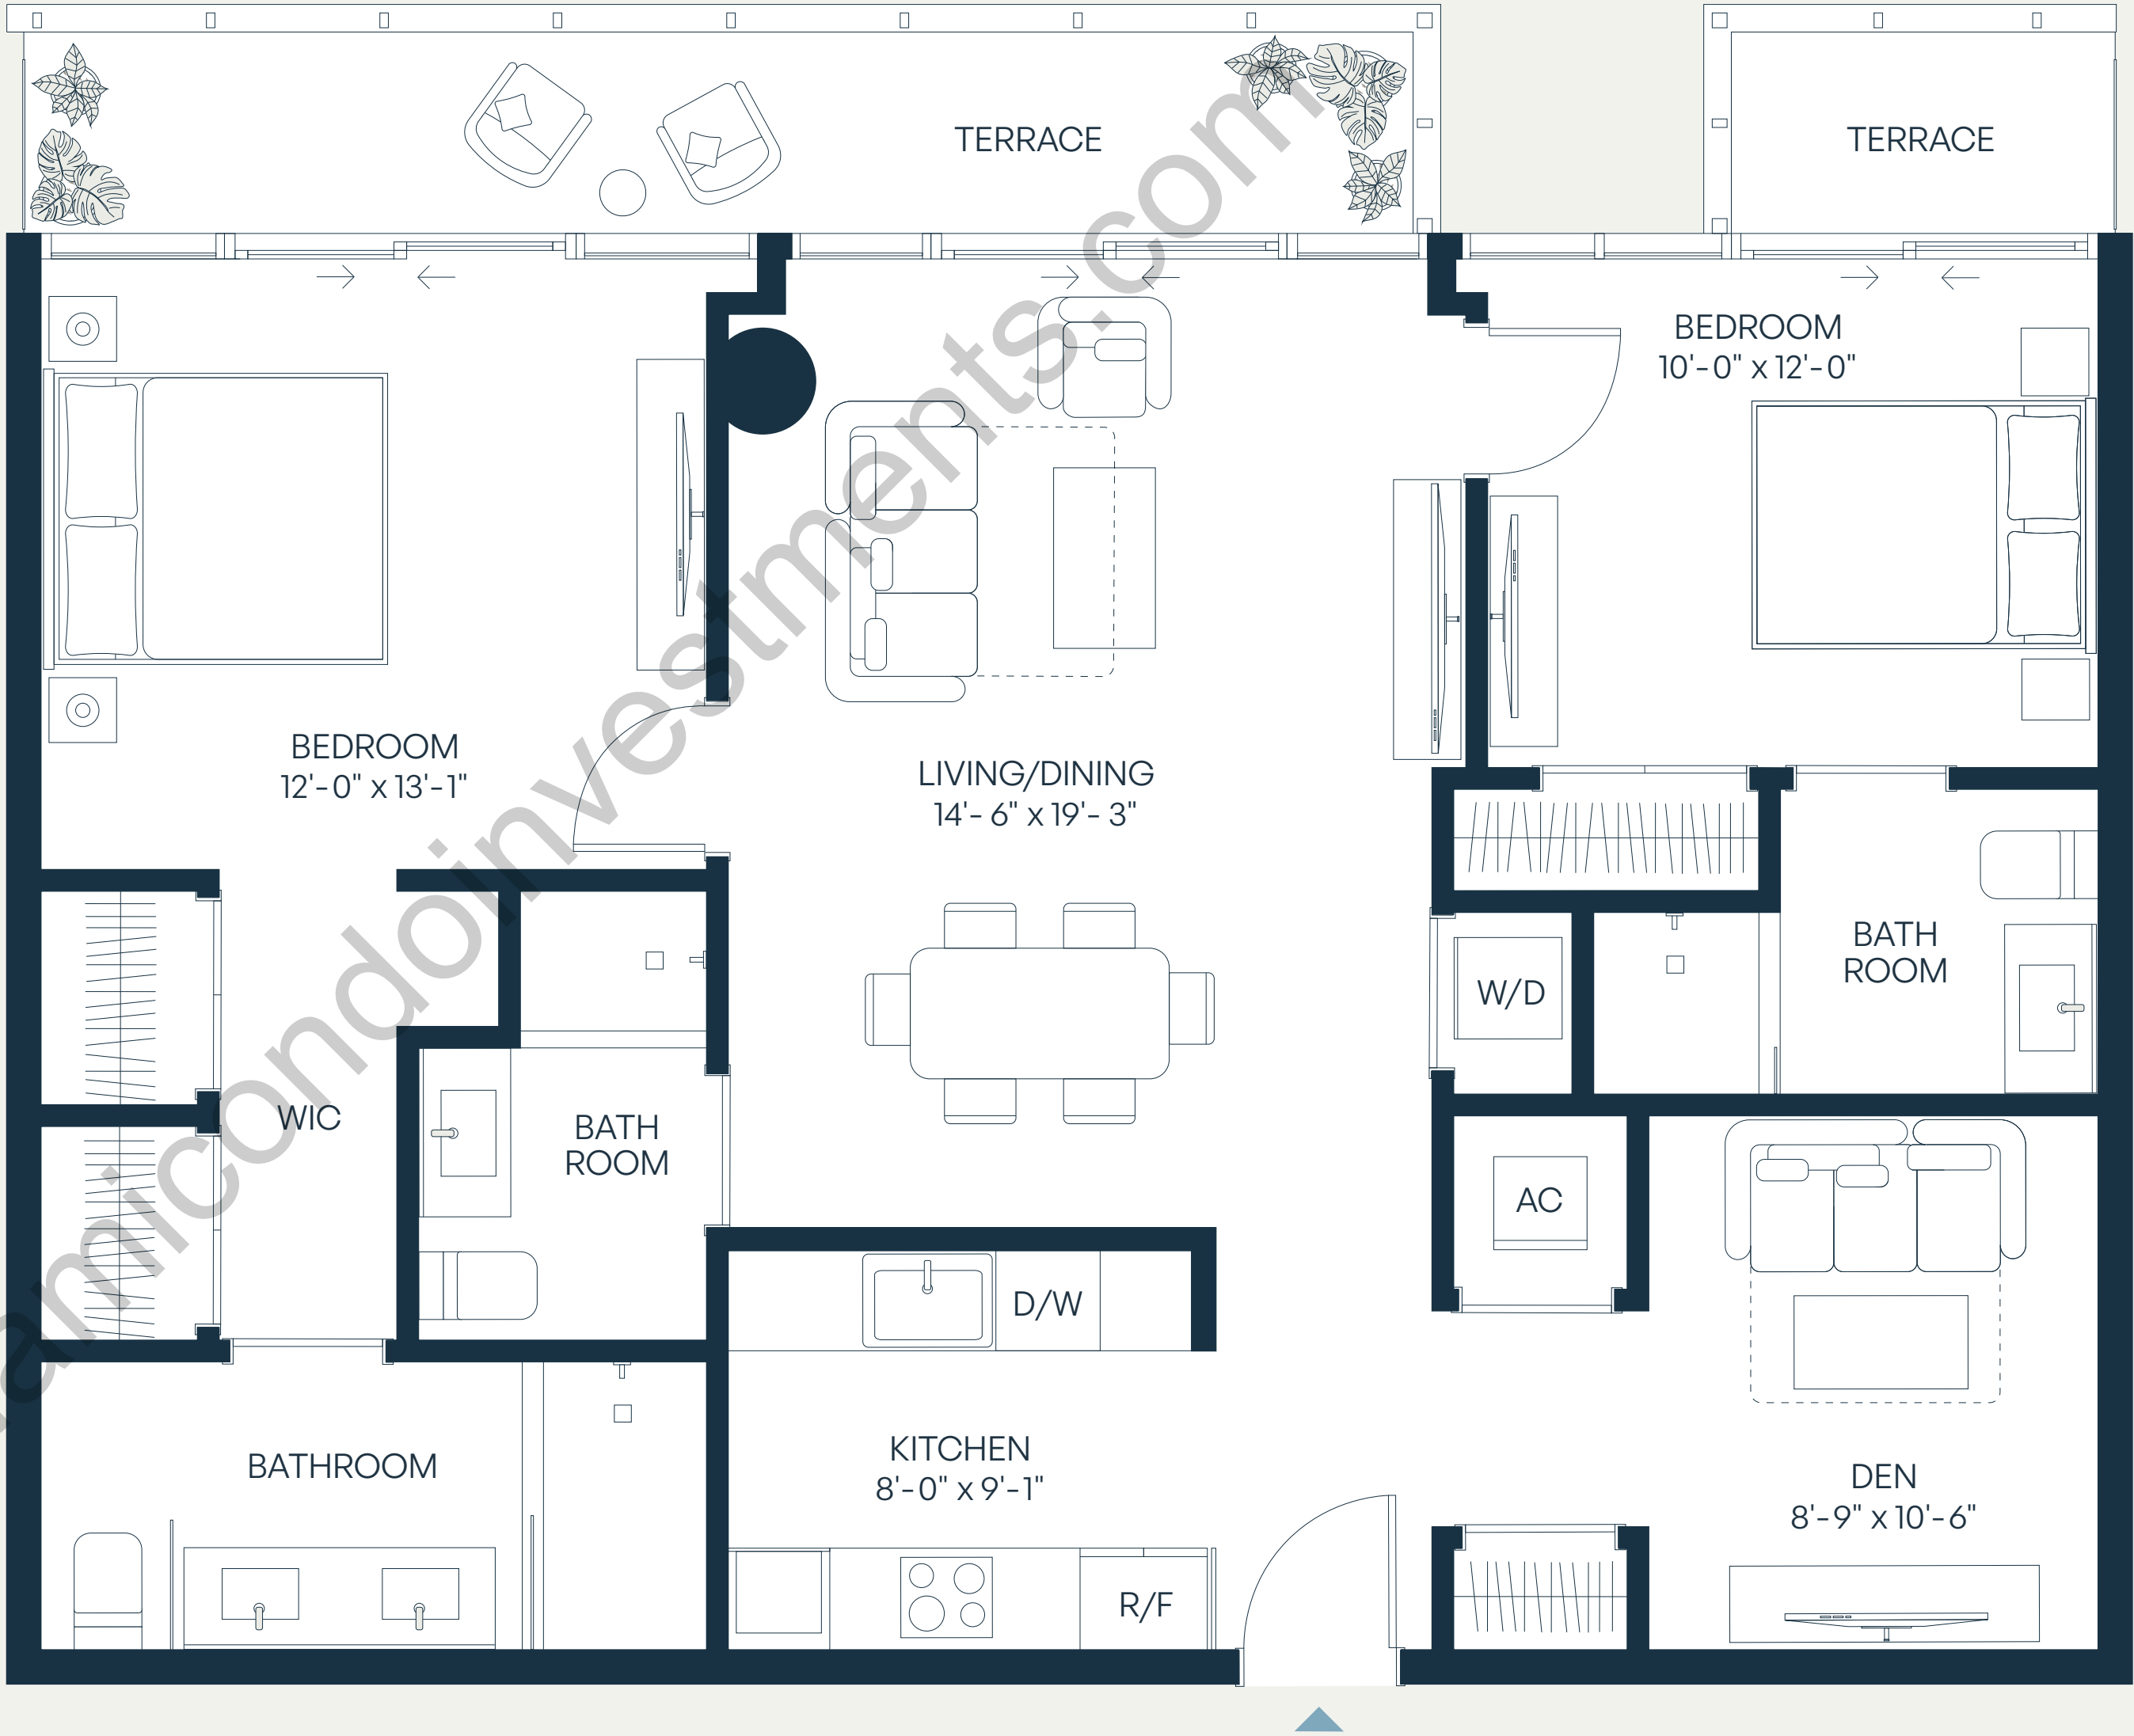 TERRACE
TERRACE
BEDROOM
10'-0" x 12'-0"
BEDROOM
12'-0" x 13'-1"
LIVING/DINING
14'- 6" x 19'- 3"
BATH
ROOM
W/D
WIC
BATH
ROOM
AC
D/W
KITCHEN
8'-0" x 9'-1"
BATHROOM
DEN
8'-9" x 10'-6"
R/F
amicondoinvestments.com